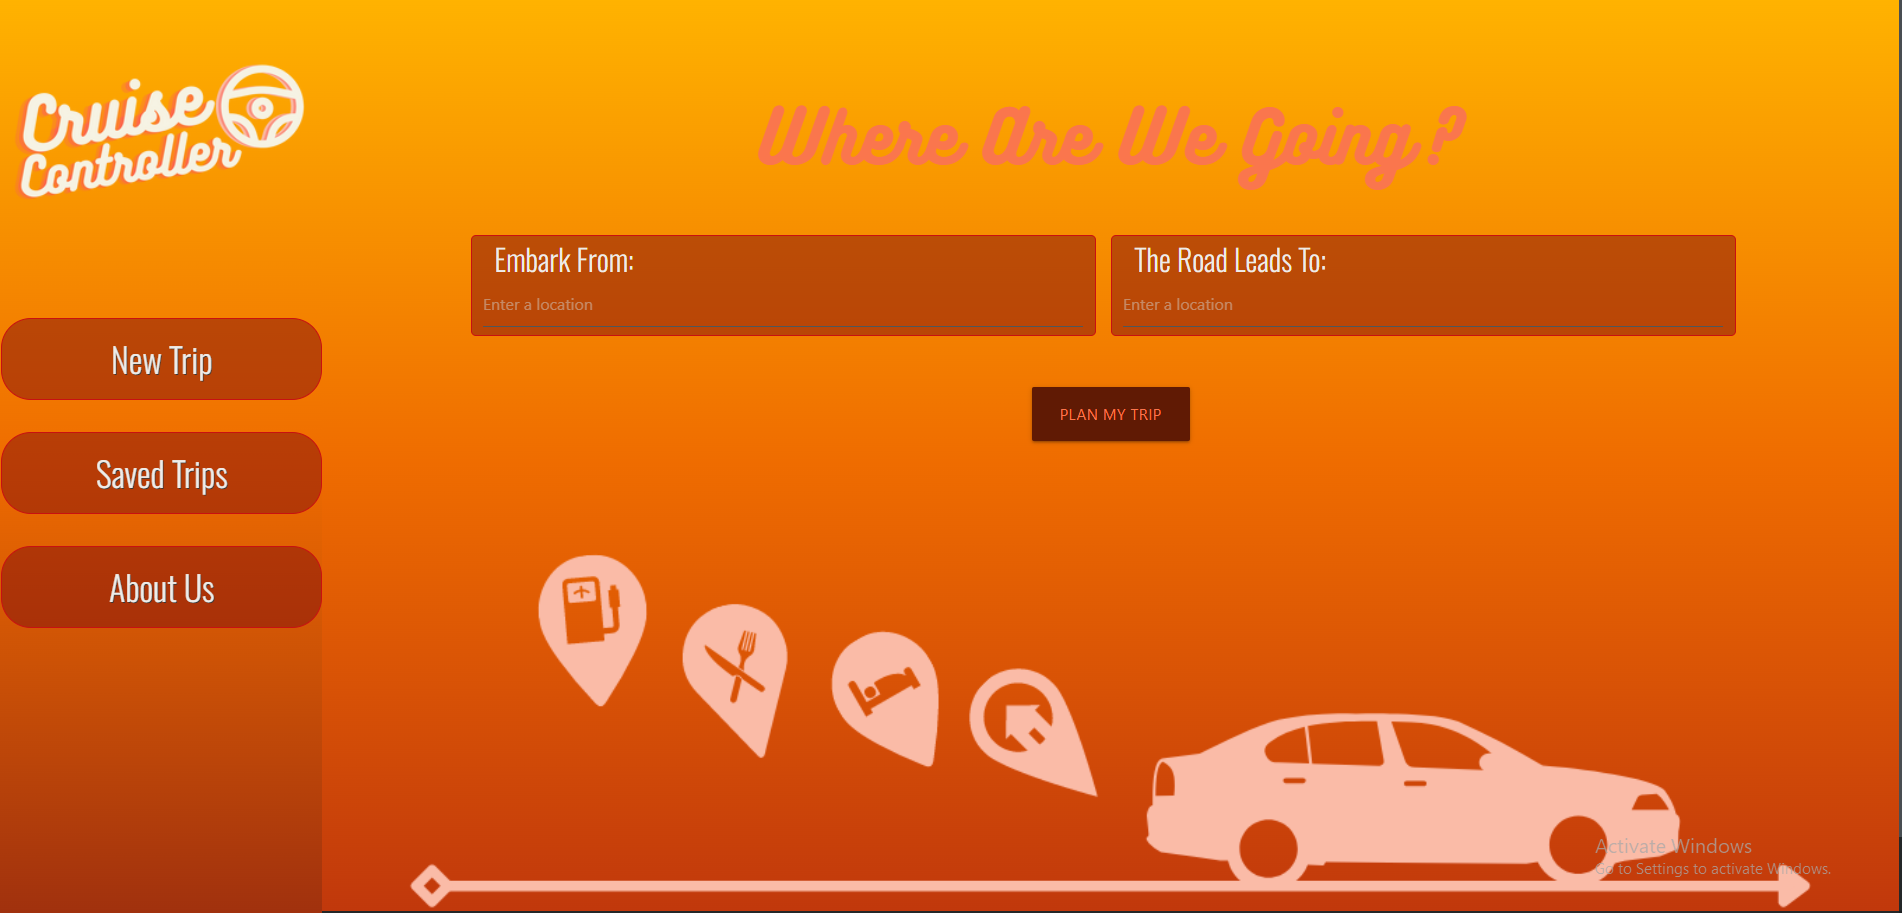 Cruise
Controller
Where Are We Going?
Embark From:
Enter a location
The Road Leads To:
Enter a location
New Trip
PLAN MY TRIP
Saved Trips
About Us
Activate Windows
Go to Settings to activate Windows.